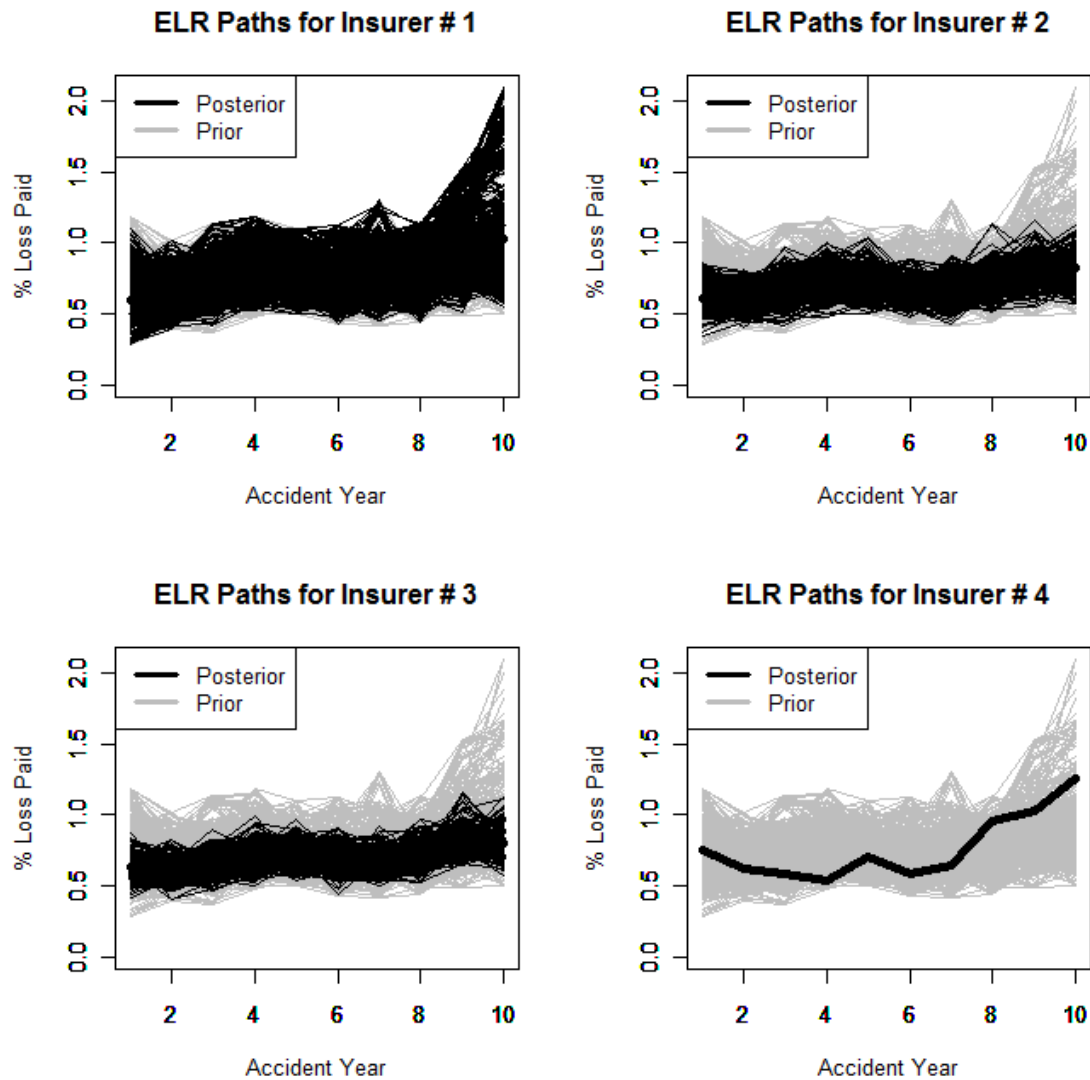 ELR Paths for Insurer # 1
Posterior
Prior
% Loss Paid
0.0 0.5 1.0 1.5 2.0
2 4 6 8 10
Accident Year
ELR Paths for Insurer # 2
Posterior
Prior
% Loss Paid
0.0 0.5 1.0 1.5 2.0
2 4 6 8 10
Accident Year
ELR Paths for Insurer # 3
Posterior
Prior
% Loss Paid
0.0 0.5 1.0 1.5 2.0
2 4 6 8 10
Accident Year
ELR Paths for Insurer # 4
Posterior
Prior
% Loss Paid
0.0 0.5 1.0 1.5 2.0
2 4 6 8 10
Accident Year